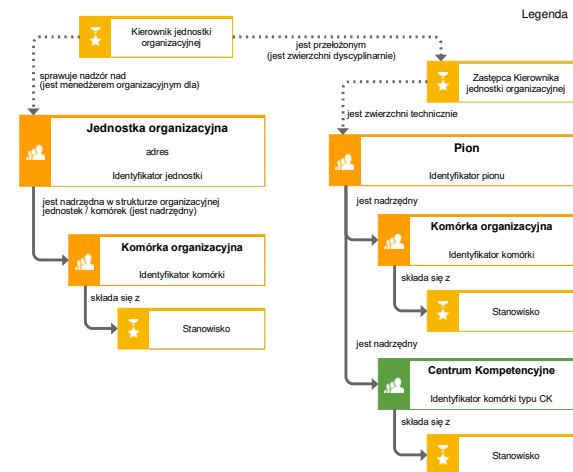 Legenda
Kierownik jednostki
organizacyjnej
jest przełożonym
(jest zwierzchni dyscyplinarnie)
sprawuje nadzór nad
(jest menedżerem organizacyjnym dla)
Zastępca Kierownika
jednostki organizacyjnej
jest zwierzchni technicznie
Jednostka organizacyjna
adres
Identyfikator jednostki
Pion
Identyfikator pionu
jest nadrzędna w strukturze organizacyjnej
jednostek / komórek (jest nadrzędny)
jest nadrzędny
Komórka organizacyjna
Identyfikator komórki
Komórka organizacyjna
Identyfikator komórki
składa się z
składa się z
Stanowisko
Stanowisko
jest nadrzędny
Centrum Kompetencyjne
Identyfikator komórki typu CK
składa się z
Stanowisko